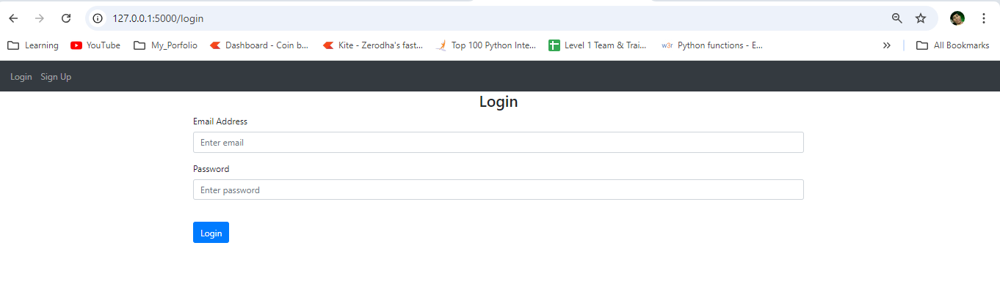 127.0.0.1:5000/login
Learning YouTube My_Porfolio Dashboard - Coin b... Kite - Zerodha's fast... Top 100 Python Inte... Level 1 Team & Trai... w3r Python functions - E... » All Bookmarks
Login Sign Up
Login
Email Address
Enter email
Password
Enter password
Login